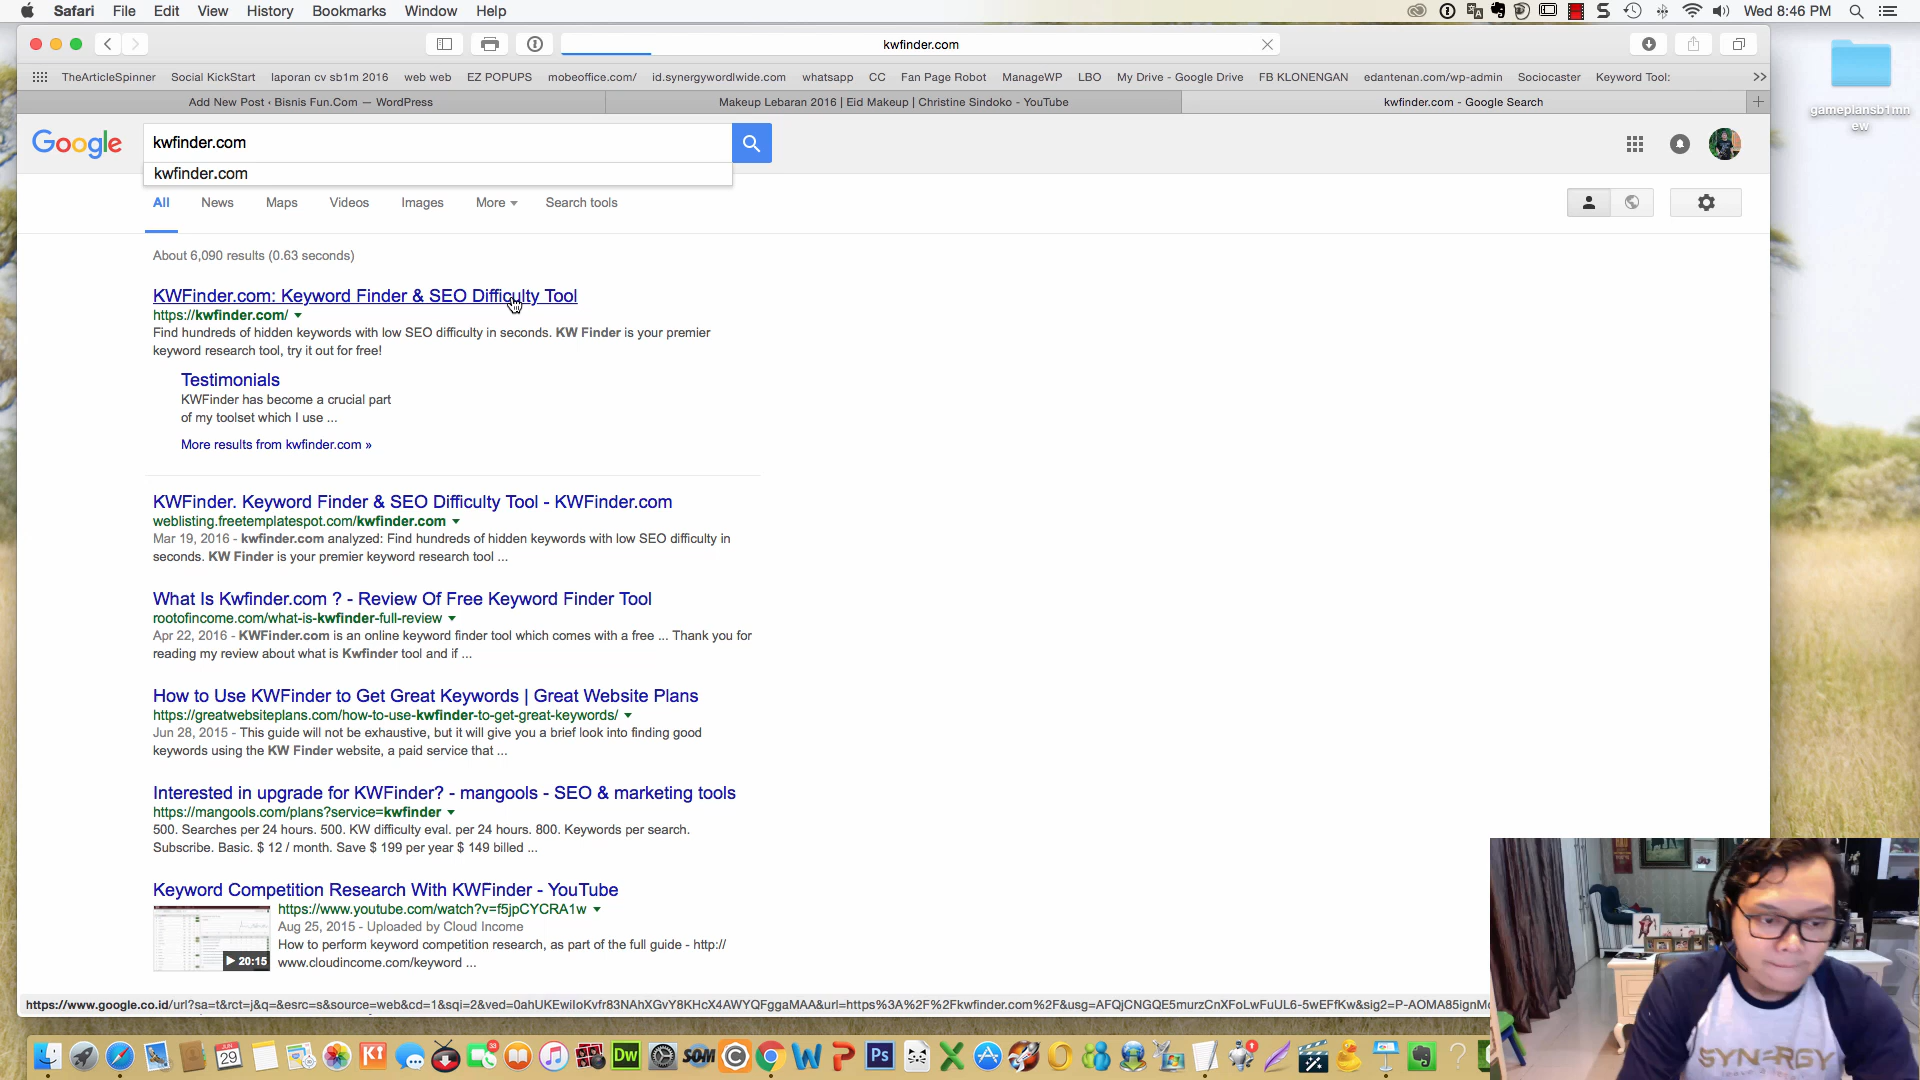 Safari File Edit View History Bookmarks Window Help
Wed 8:46 PM
kwfinder.com
TheArticleSpinner Social KickStart laporan cv sb1m 2016 web web EZ POPUPS mobeoffice.com/ id.synergywordlwide.com whatsapp CC Fan Page Robot ManageWP LBO My Drive - Google Drive FB KLONENGAN edantenan.com/wp-admin Sociocaster Keyword Tool:
Add New Post ‹ Bisnis Fun.Com — WordPress
Makeup Lebaran 2016 | Eid Makeup | Christine Sindoko - YouTube
kwfinder.com - Google Search
gameplansb1mn
ew
Google
kwfinder.com
kwfinder.com
All News Maps Videos Images More Search tools
About 6,090 results (0.63 seconds)
KWFinder.com: Keyword Finder & SEO Difficulty Tool
https://kwfinder.com/
Find hundreds of hidden keywords with low SEO difficulty in seconds. KW Finder is your premier
keyword research tool, try it out for free!
Testimonials
KWFinder has become a crucial part
of my toolset which I use ...
More results from kwfinder.com »
KWFinder. Keyword Finder & SEO Difficulty Tool - KWFinder.com
weblisting.freetemplatespot.com/kwfinder.com
Mar 19, 2016 - kwfinder.com analyzed: Find hundreds of hidden keywords with low SEO difficulty in
seconds. KW Finder is your premier keyword research tool ...
What Is Kwfinder.com ? - Review Of Free Keyword Finder Tool
rootofincome.com/what-is-kwfinder-full-review
Apr 22, 2016 - KWFinder.com is an online keyword finder tool which comes with a free ... Thank you for
reading my review about what is Kwfinder tool and if ...
How to Use KWFinder to Get Great Keywords | Great Website Plans
https://greatwebsiteplans.com/how-to-use-kwfinder-to-get-great-keywords/
Jun 28, 2015 - This guide will not be exhaustive, but it will give you a brief look into finding good
keywords using the KW Finder website, a paid service that ...
Interested in upgrade for KWFinder? - mangools - SEO & marketing tools
https://mangools.com/plans?service=kwfinder
500. Searches per 24 hours. 500. KW difficulty eval. per 24 hours. 800. Keywords per search.
Subscribe. Basic. $ 12 / month. Save $ 199 per year $ 149 billed ...
Keyword Competition Research With KWFinder - YouTube
https://www.youtube.com/watch?v=f5jpCYCRA1w
Aug 25, 2015 - Uploaded by Cloud Income
How to perform keyword competition research, as part of the full guide - http://
www.cloudincome.com/keyword ...
20:15
https://www.google.co.id/url?sa=t&rct=j&q=&esrc=s&source=web&cd=1&sqi=2&ved=0ahUKEwiIoKvfr83NAhXGvY8KHcX4AWYQFggaMAA&url=https%3A%2F%2Fkwfinder.com%2F&usg=AFQjCNGQE5murzCnXFoLwFuUL6-5wEFfKw&sig2=P-AOMA85ignM
SYNERGY
JUN
29
33
DW
SOM
Ps